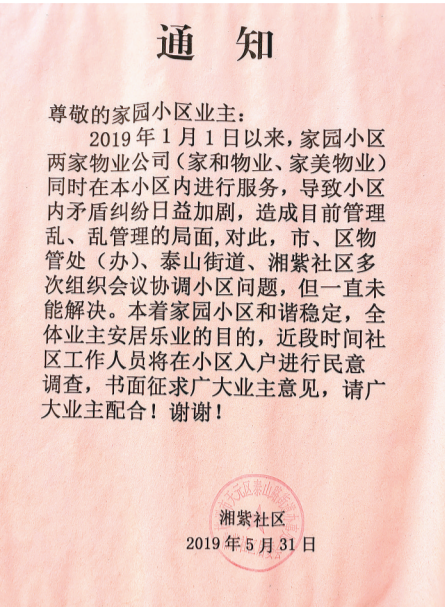 通 知
尊敬的家园小区业主：
2019年1月1日以来，家园小区
两家物业公司（家和物业、家美物业）
同时在本小区内进行服务，导致小区
内矛盾纠纷日益加剧，造成目前管理
乱、乱管理的局面,对此，市、区物
管处（办）、泰山街道、湘紫社区多
次组织会议协调小区问题，但一直未
能解决。本着家园小区和谐稳定，全
体业主安居乐业的目的，近段时间社
区工作人员将在小区入户进行民意
调查，书面征求广大业主意见，请广
大业主配合！谢谢！
湘紫社区
2019年5月31日